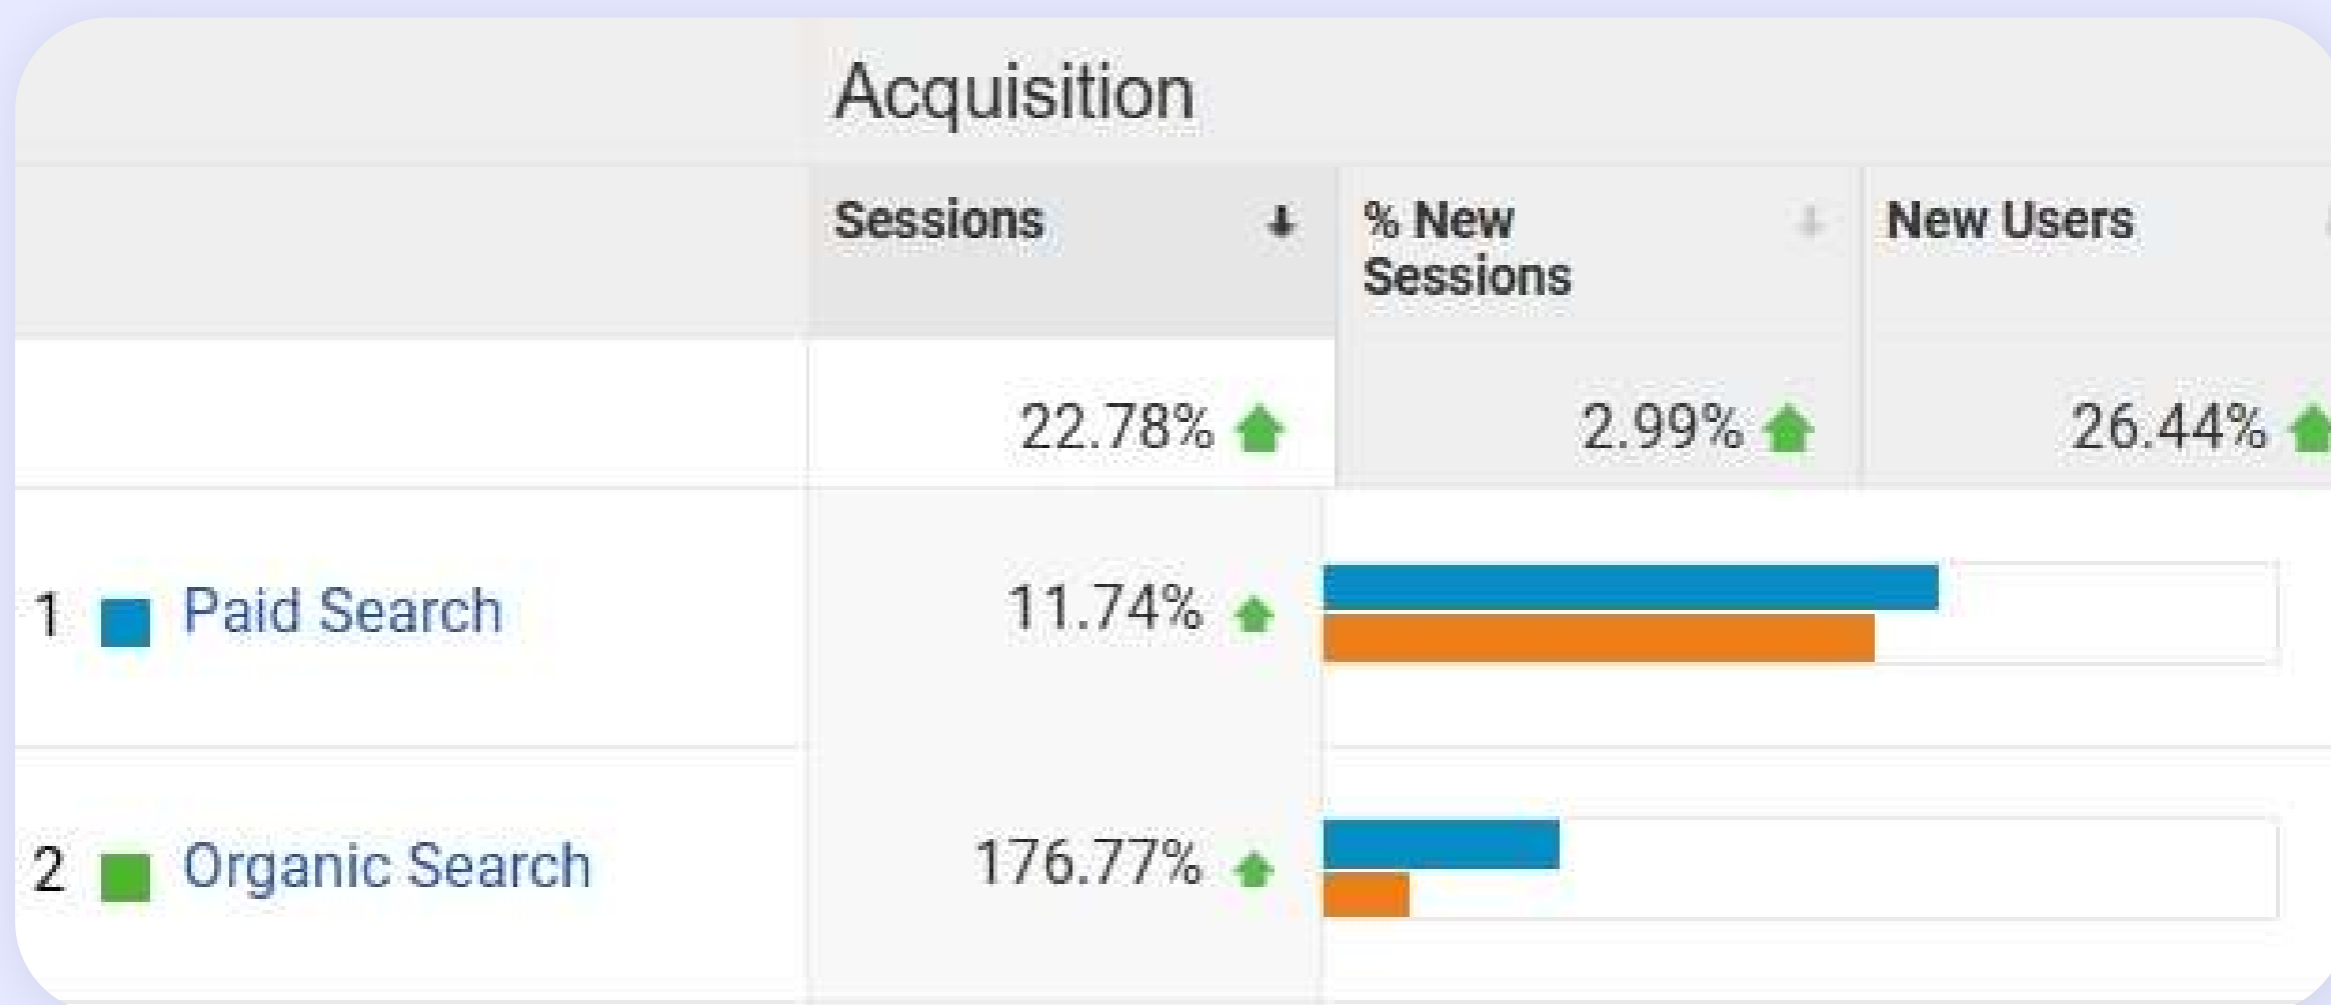 Acquisition
Sessions
% New
Sessions
New Users
22.78%
2.99%
26.44%
1 Paid Search
11.74%
2 Organic Search
176.77%